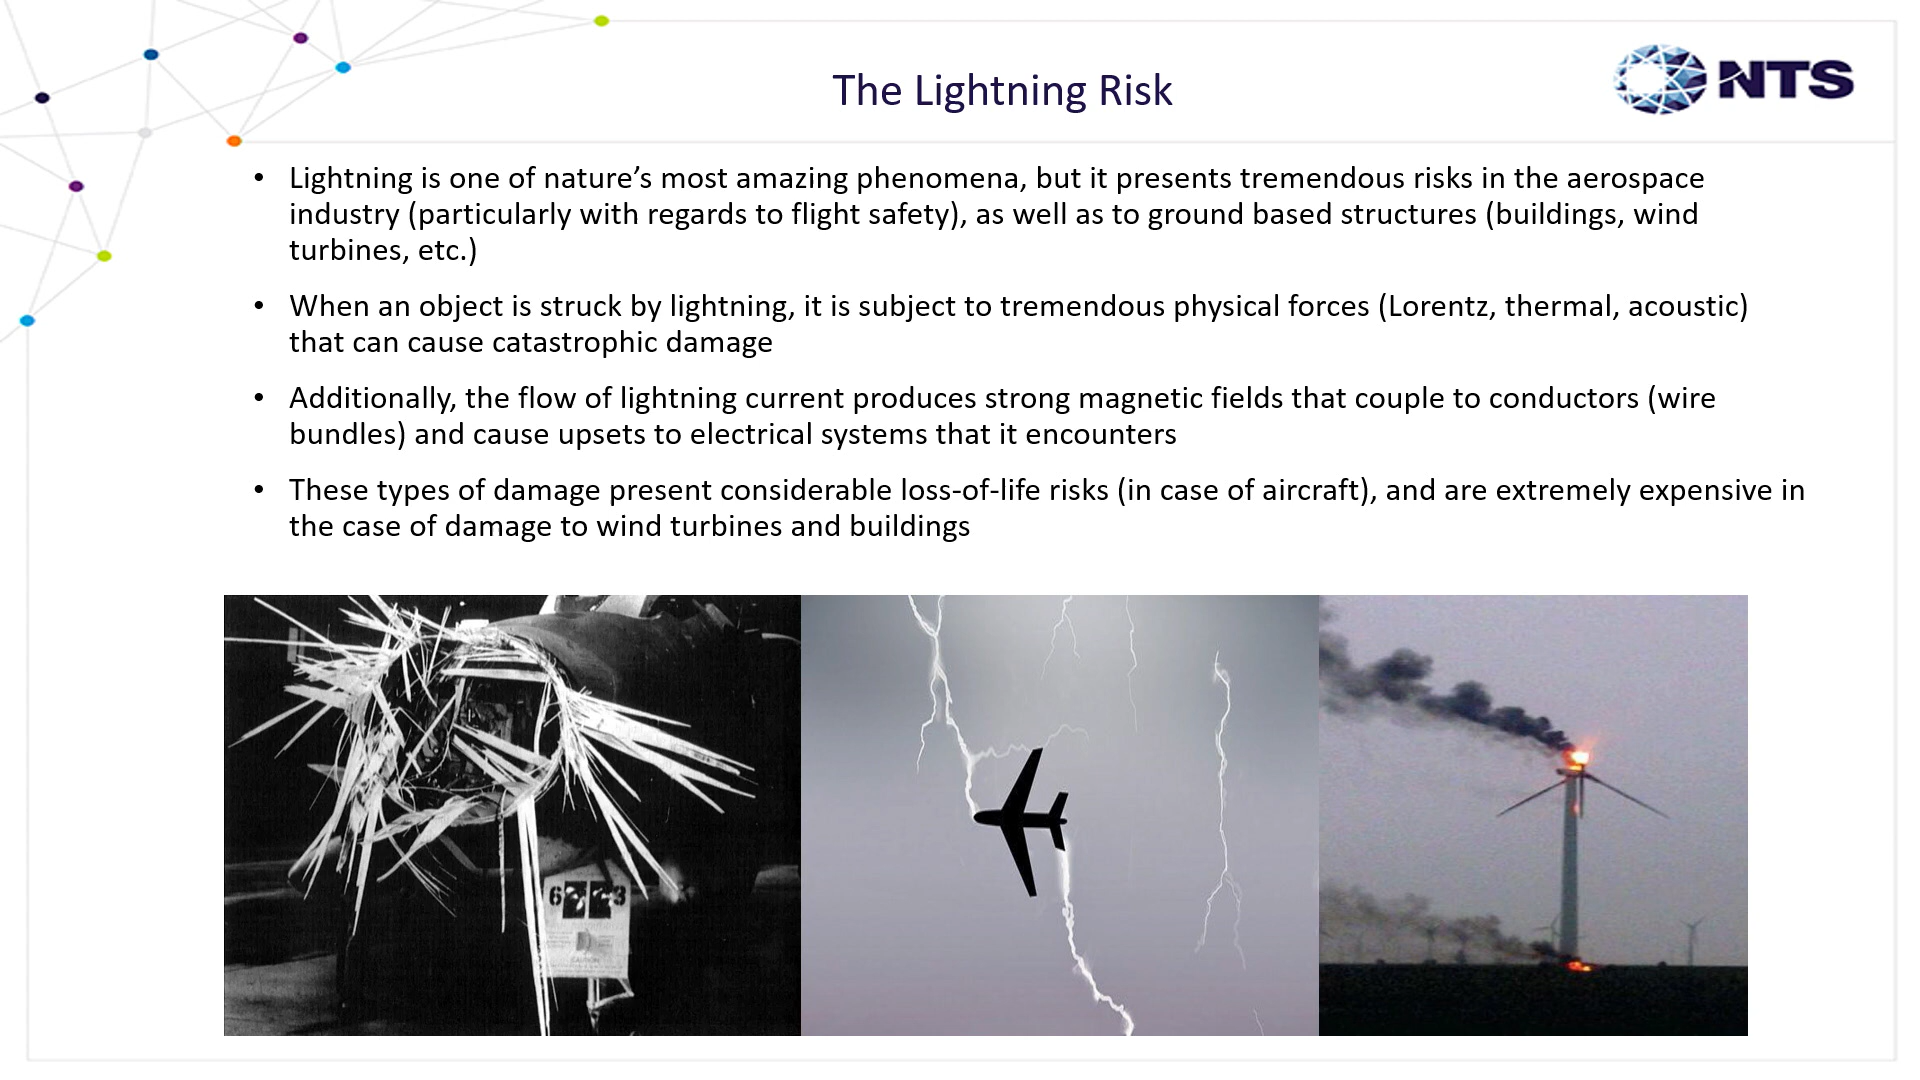 The Lightning Risk
NTS
• Lightning is one of nature’s most amazing phenomena, but it presents tremendous risks in the aerospace
industry (particularly with regards to flight safety), as well as to ground based structures (buildings, wind
turbines, etc.)
• When an object is struck by lightning, it is subject to tremendous physical forces (Lorentz, thermal, acoustic)
that can cause catastrophic damage
• Additionally, the flow of lightning current produces strong magnetic fields that couple to conductors (wire
bundles) and cause upsets to electrical systems that it encounters
• These types of damage present considerable loss-of-life risks (in case of aircraft), and are extremely expensive in
the case of damage to wind turbines and buildings